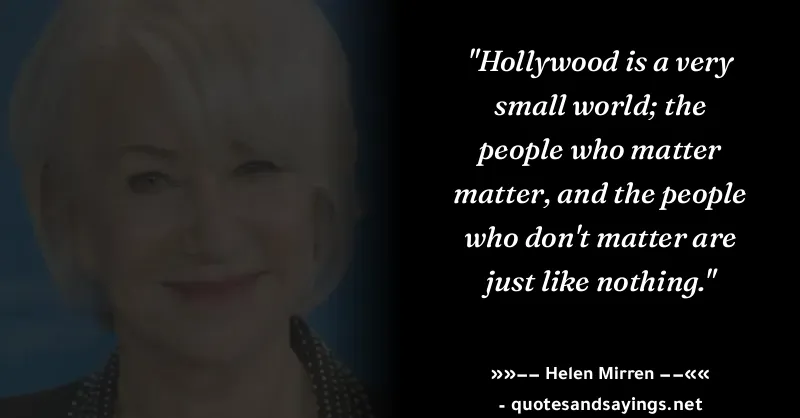 "Hollywood is a very
small world; the
people who matter
matter, and the people
who don't matter are
just like nothing."
»»−− Helen Mirren −−««
- quotesandsayings.net